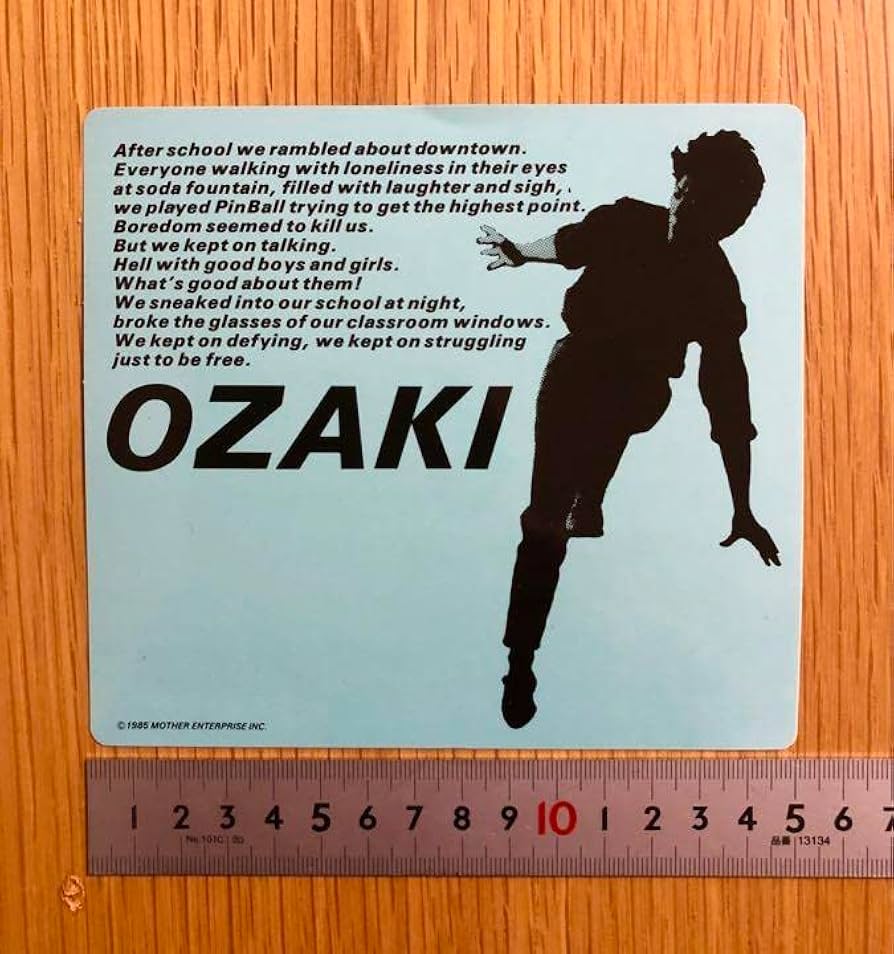 After school we rambled about downtown.
Everyone walking with loneliness in their eyes
at soda fountain, filled with laughter and sigh,
we played PinBall trying to get the highest point.
Boredom seemed to kill us.
But we kept on talking.
Hell with good boys and girls.
What's good about them!
We sneaked into our school at night,
broke the glasses of our classroom windows.
We kept on defying, we kept on struggling
just to be free.
OZAKI
©1985 MOTHER ENTERPRISE INC.
1 2 3 4 5 6 7 8 9 10 1 2 3 4 5 6 7
品番 13134